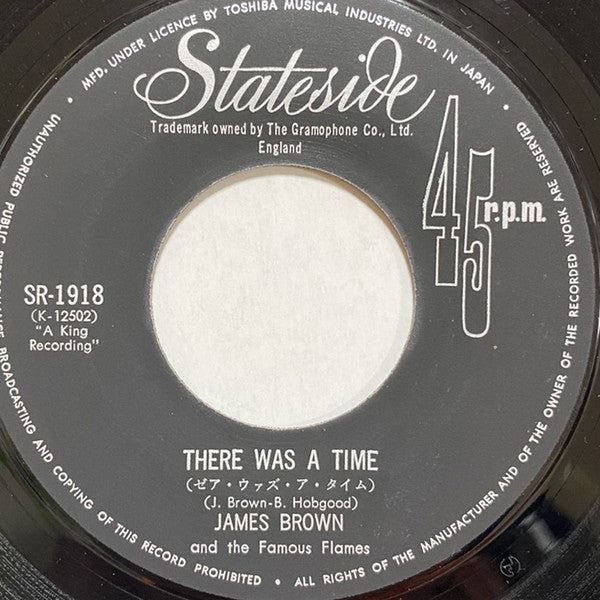 MFD. UNDER LICENCE BY TOSHIBA MUSICAL INDUSTRIES LTD. IN JAPAN •
Stateside
Trademark owned by The Gramophone Co., Ltd.
England
45 r.p.m.
SR-1918
(K-12502)
"A King
Recording"
THERE WAS A TIME
(ゼア・ウァズ・ア・タイム)
(J. Brown-B. Hobgood)
JAMES BROWN
and the Famous Flames
UNAUTHORIZED PUBLIC PERFORMANCE BROADCASTING AND COPYING OF THIS RECORD PROHIBITED • ALL RIGHTS OF THE MANUFACTURER AND OF THE OWNER OF THE RECORDED WORK ARE RESERVED •